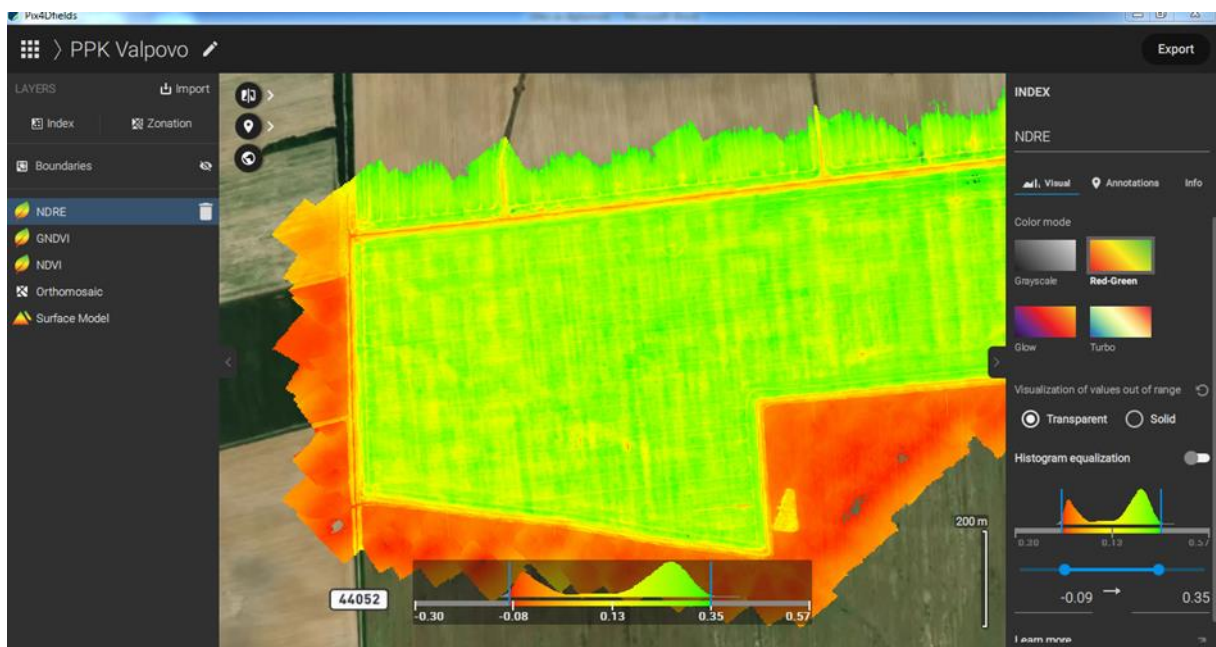 Pix4Dfields
PPK Valpovo
Export
LAYERS
Import
Index
Zonation
Boundaries
NDRE
GNDVI
NDVI
Orthomosaic
Surface Model
44052
-0.30 -0.08 0.13 0.35 0.57
200 m
INDEX
NDRE
Visual
Annotations
Info
Color mode
Grayscale
Red-Green
Glow
Turbo
Visualization of values out of range
Transparent
Solid
Histogram equalization
0.30 0.13 0.57
-0.09 → 0.35
Learn more